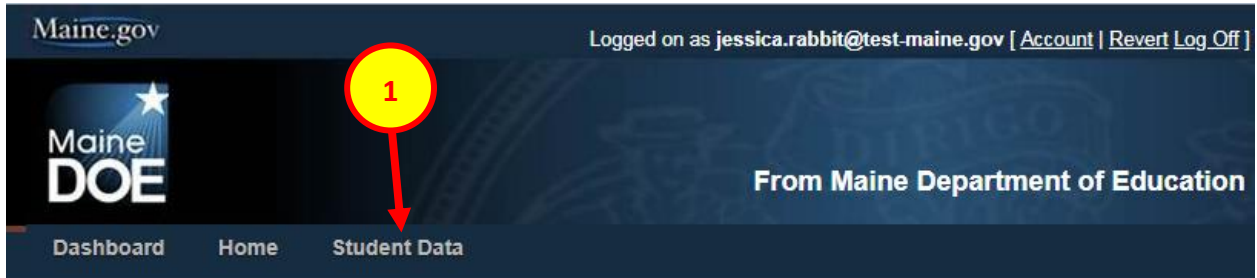 Maine.gov
Logged on as jessica.rabbit@test-maine.gov [ Account | Revert Log Off ]
1
Maine
DOE
DIRIGO
From Maine Department of Education
Dashboard Home Student Data